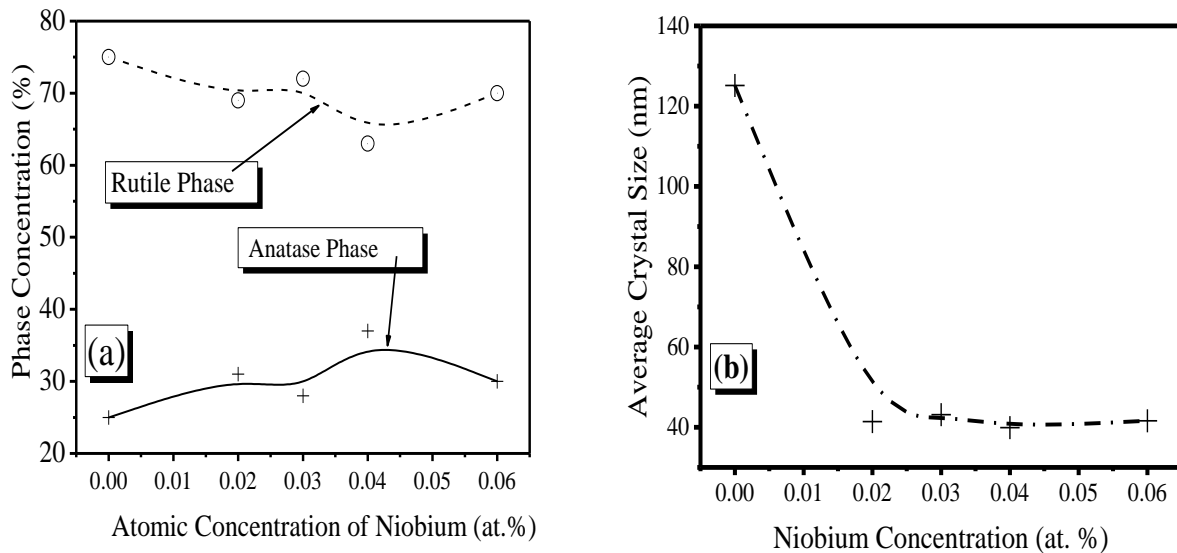 80
70
60
50
40
30
20
Phase Concentration (%)
Rutile Phase
Anatase Phase
(a)
0.00 0.01 0.02 0.03 0.04 0.05 0.06
Atomic Concentration of Niobium (at.%)
140
120
100
80
60
40
Average Crystal Size (nm)
(b)
0.00 0.01 0.02 0.03 0.04 0.05 0.06
Niobium Concentration (at. %)